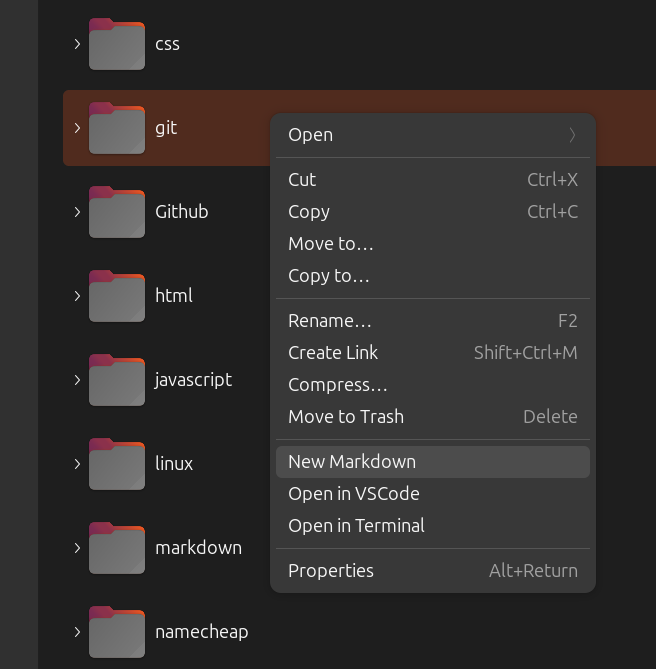 css
git
Github
html
javascript
linux
markdown
namecheap
Open
Cut Ctrl+X
Copy Ctrl+C
Move to…
Copy to…
Rename… F2
Create Link Shift+Ctrl+M
Compress…
Move to Trash Delete
New Markdown
Open in VSCode
Open in Terminal
Properties Alt+Return